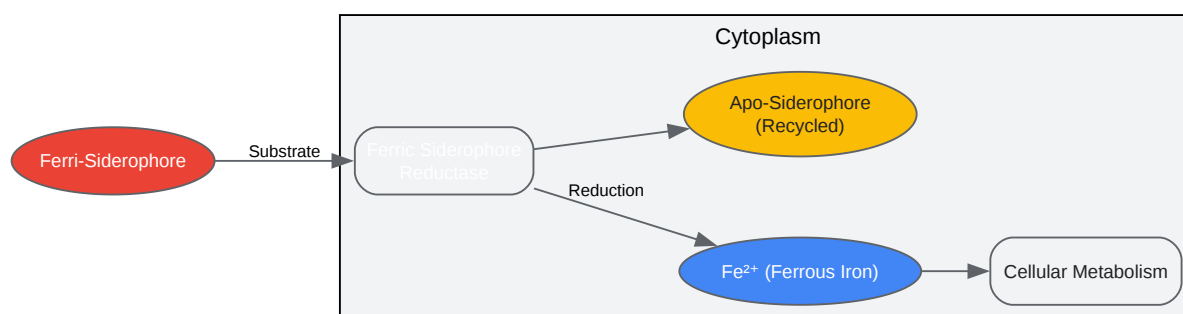 Cytoplasm
Apo-Siderophore
(Recycled)
Ferri-Siderophore
Substrate
Ferric Siderophore
Reductase
Reduction
Fe²⁺ (Ferrous Iron)
Cellular Metabolism